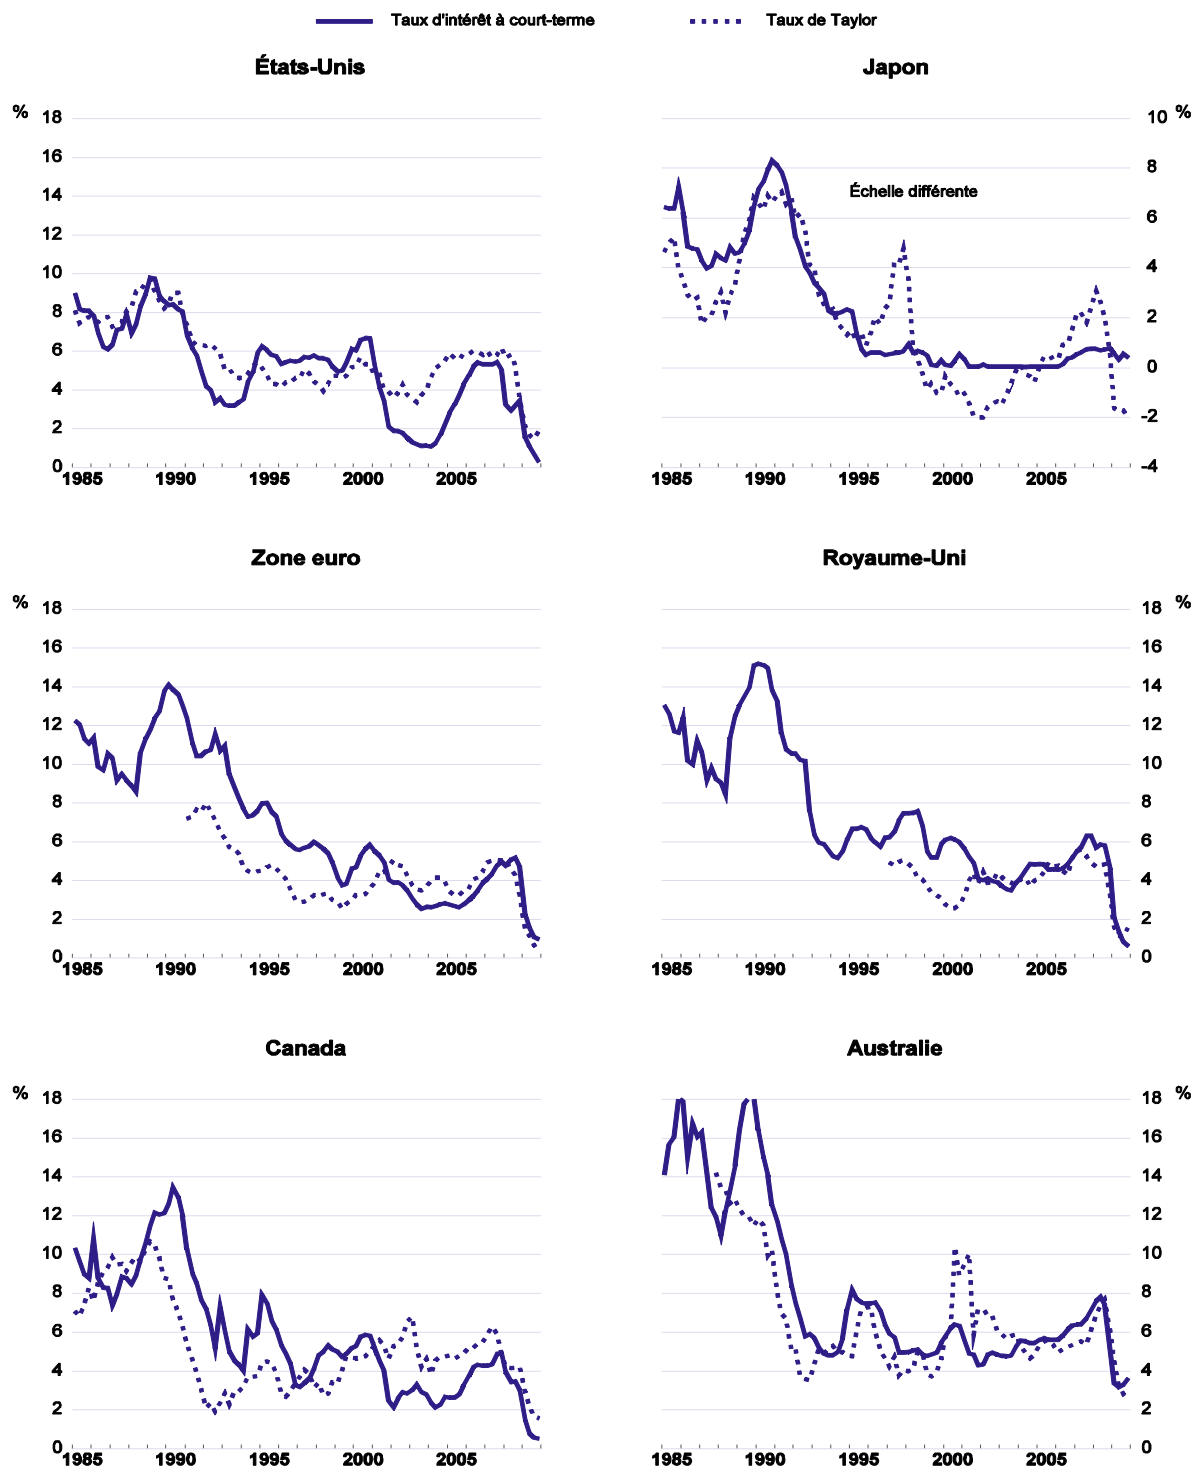 Taux d'intérêt à court-terme Taux de Taylor
États-Unis Japon
% 18 10 %
16 8
14 Échelle différente
12 6
10 4
8 2
6 0
4 -2
2 -4
0
1985 1990 1995 2000 2005 1985 1990 1995 2000 2005
Zone euro Royaume-Uni
% 18 18 %
16 16
14 14
12 12
10 10
8 8
6 6
4 4
2 2
0 0
1985 1990 1995 2000 2005 1985 1990 1995 2000 2005
Canada Australie
% 18 18 %
16 16
14 14
12 12
10 10
8 8
6 6
4 4
2 2
0 0
1985 1990 1995 2000 2005 1985 1990 1995 2000 2005